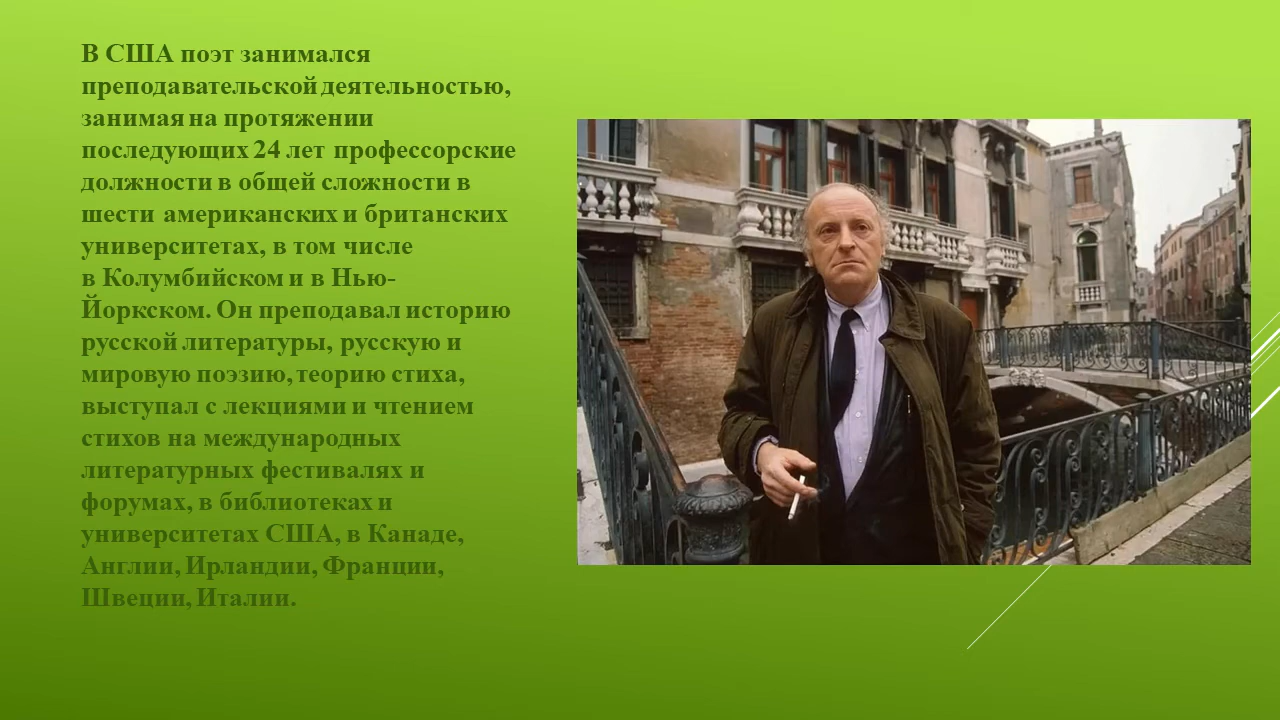 В США поэт занимался
преподавательской деятельностью,
занимая на протяжении
последующих 24 лет профессорские
должности в общей сложности в
шести американских и британских
университетах, в том числе
в Колумбийском и в Нью-
Йоркском. Он преподавал историю
русской литературы, русскую и
мировую поэзию, теорию стиха,
выступал с лекциями и чтением
стихов на международных
литературных фестивалях и
форумах, в библиотеках и
университетах США, в Канаде,
Англии, Ирландии, Франции,
Швеции, Италии.